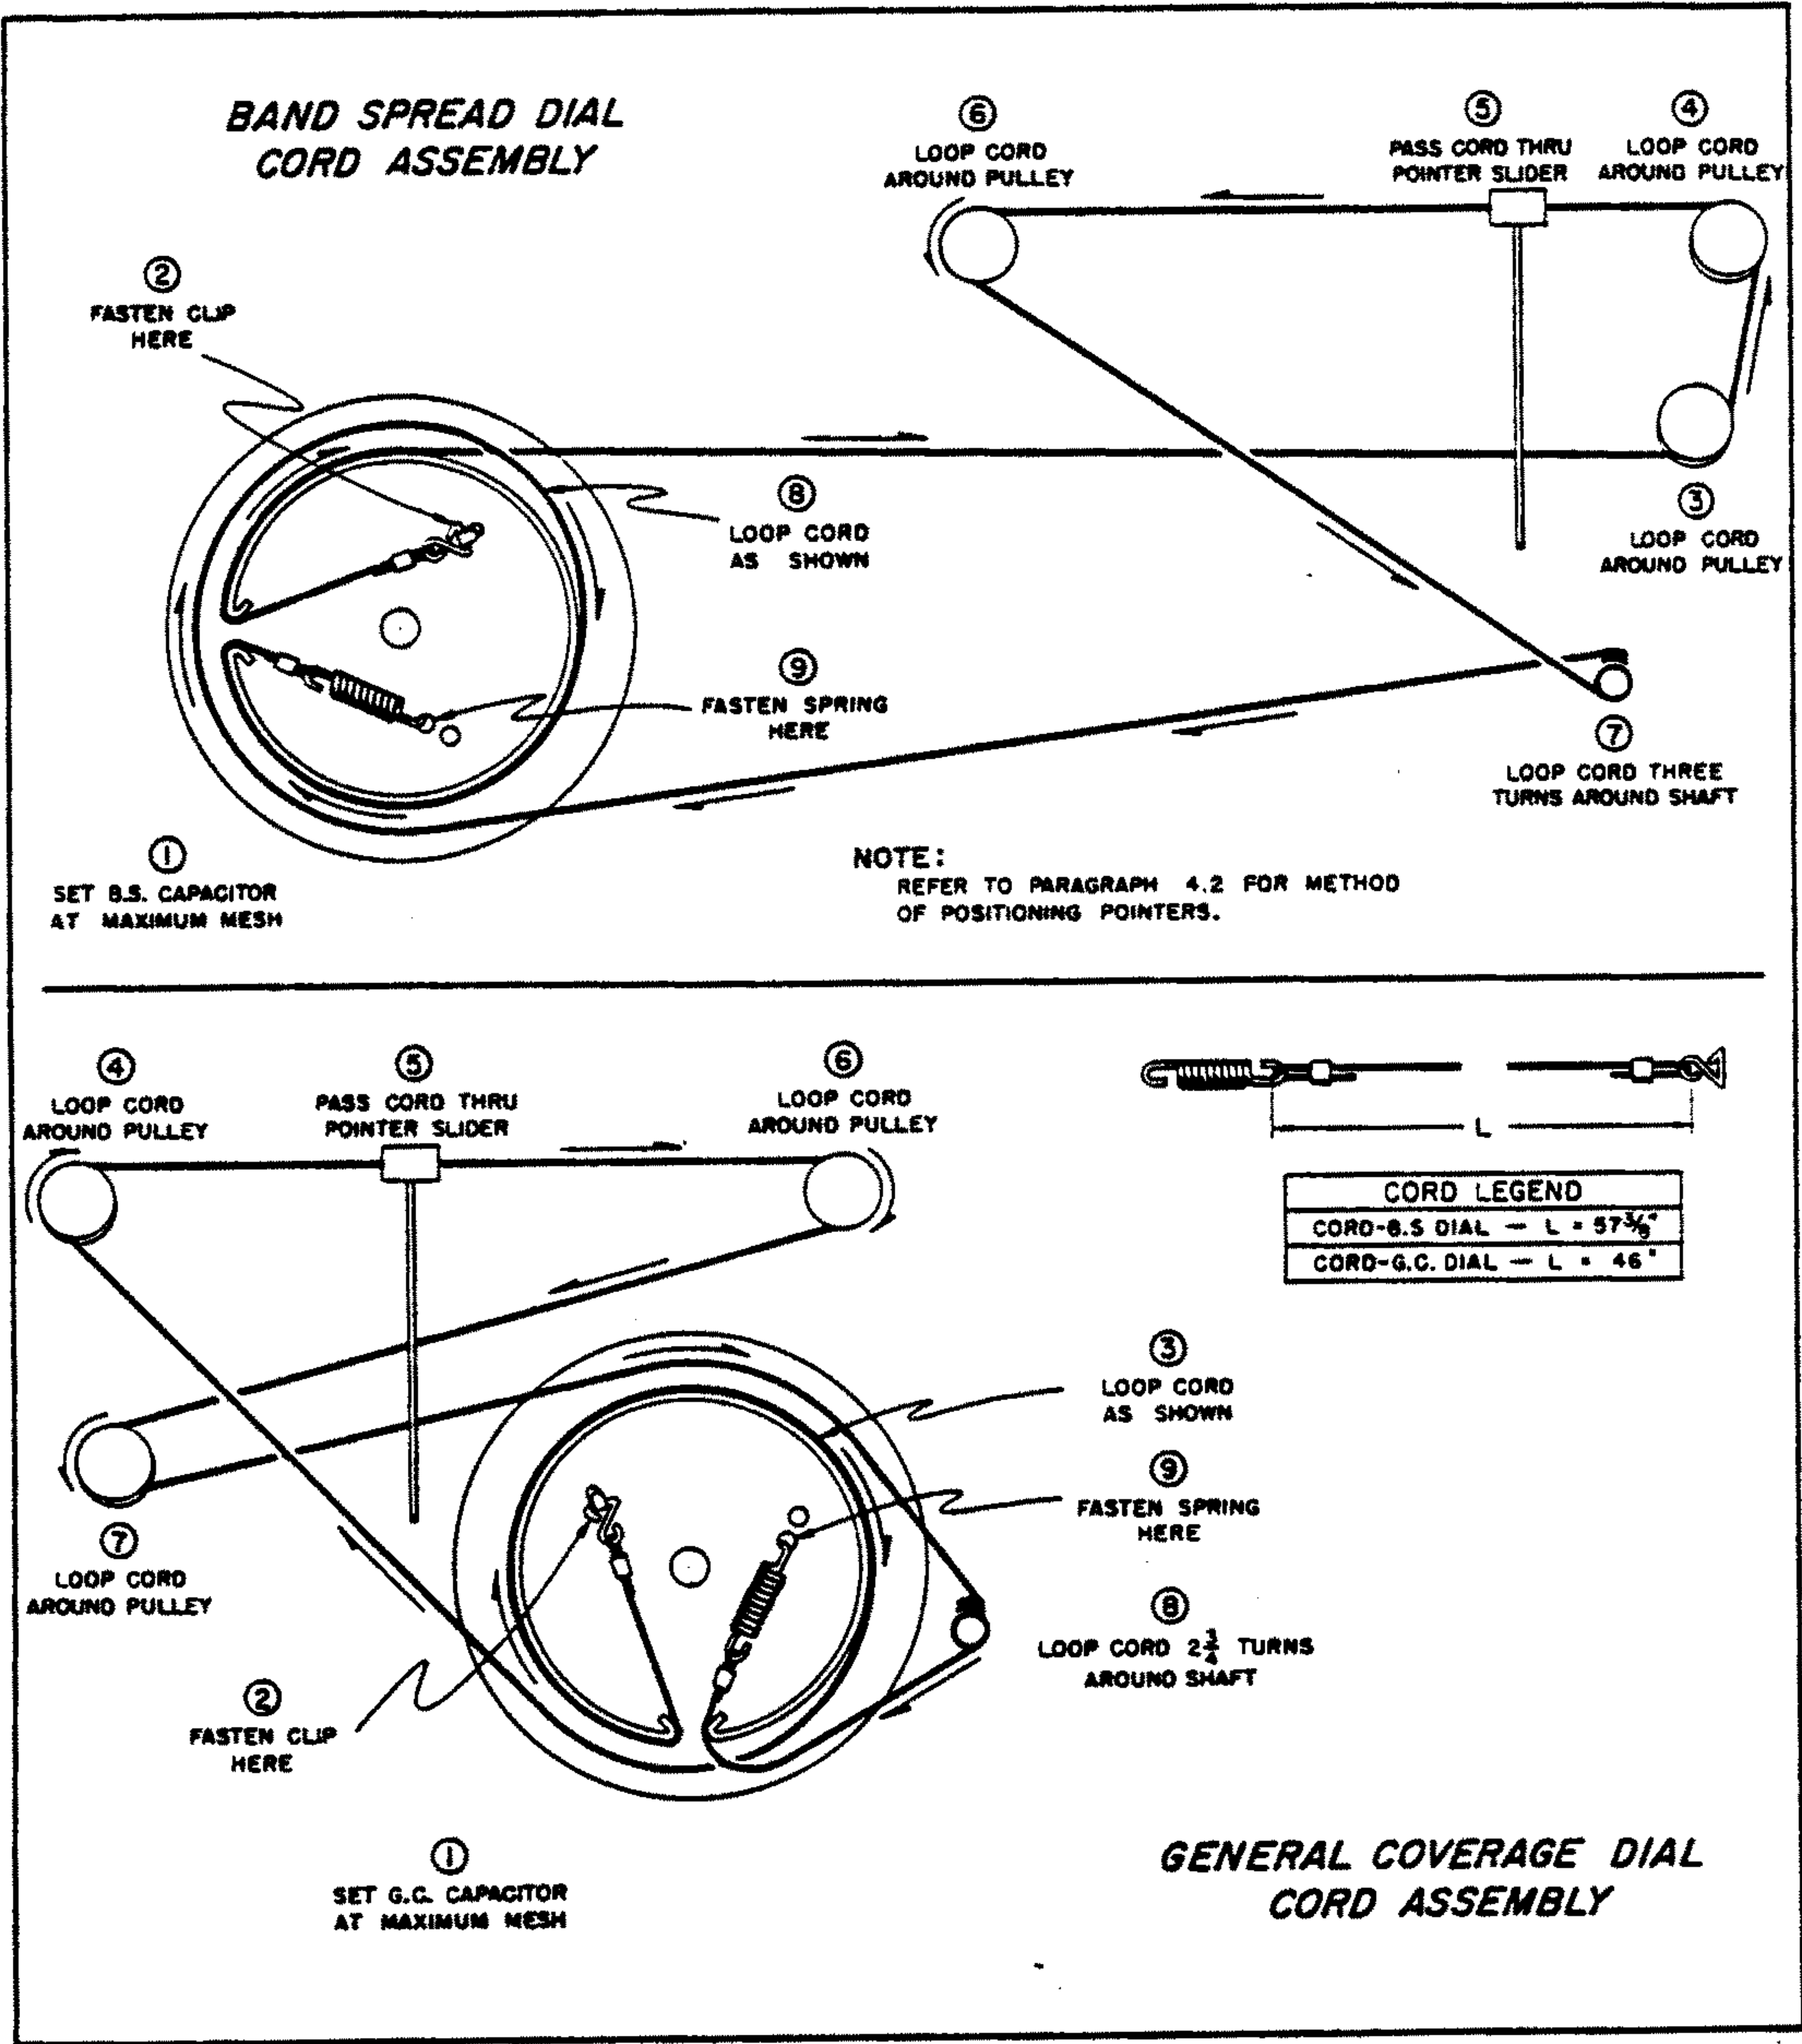 BAND SPREAD DIAL
CORD ASSEMBLY
⑥
LOOP CORD
AROUND PULLEY
⑤
PASS CORD THRU
POINTER SLIDER
④
LOOP CORD
AROUND PULLEY
②
FASTEN CLIP
HERE
⑧
LOOP CORD
AS SHOWN
③
LOOP CORD
AROUND PULLEY
⑨
FASTEN SPRING
HERE
⑦
LOOP CORD THREE
TURNS AROUND SHAFT
①
SET B.S. CAPACITOR
AT MAXIMUM MESH
NOTE:
REFER TO PARAGRAPH 4.2 FOR METHOD
OF POSITIONING POINTERS.
④
LOOP CORD
AROUND PULLEY
⑤
PASS CORD THRU
POINTER SLIDER
⑥
LOOP CORD
AROUND PULLEY
L
CORD LEGEND
CORD-B.S DIAL — L = 57 3/8"
CORD-G.C. DIAL — L = 46"
③
LOOP CORD
AS SHOWN
⑨
FASTEN SPRING
HERE
⑦
LOOP CORD
AROUND PULLEY
⑧
LOOP CORD 2 3/4 TURNS
AROUND SHAFT
②
FASTEN CLIP
HERE
①
SET G.C. CAPACITOR
AT MAXIMUM MESH
GENERAL COVERAGE DIAL
CORD ASSEMBLY